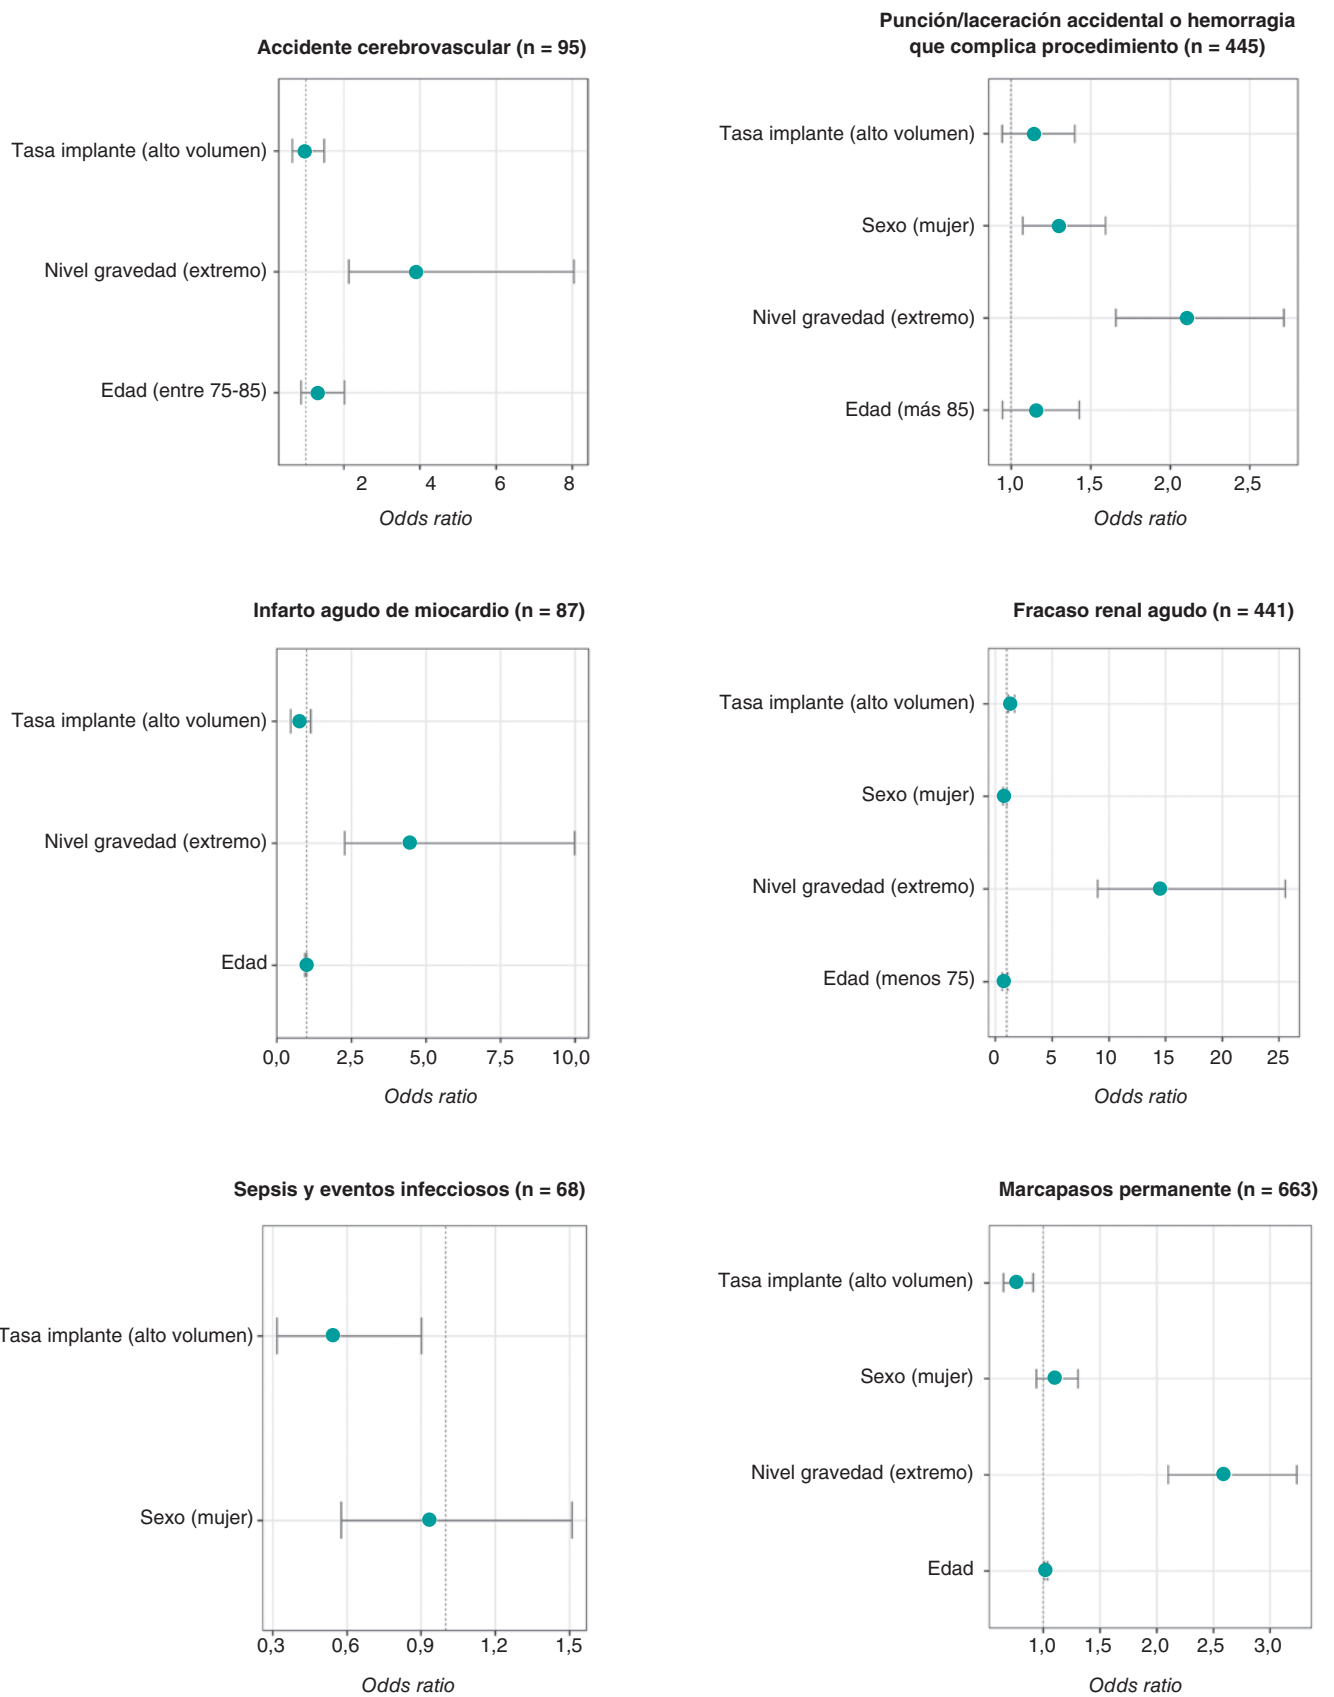 Accidente cerebrovascular (n = 95)
Tasa implante (alto volumen)
Nivel gravedad (extremo)
Edad (entre 75-85)
2 4 6 8
Odds ratio
Punción/laceración accidental o hemorragia
que complica procedimiento (n = 445)
Tasa implante (alto volumen)
Sexo (mujer)
Nivel gravedad (extremo)
Edad (más 85)
1,0 1,5 2,0 2,5
Odds ratio
Infarto agudo de miocardio (n = 87)
Tasa implante (alto volumen)
Nivel gravedad (extremo)
Edad
0,0 2,5 5,0 7,5 10,0
Odds ratio
Fracaso renal agudo (n = 441)
Tasa implante (alto volumen)
Sexo (mujer)
Nivel gravedad (extremo)
Edad (menos 75)
0 5 10 15 20 25
Odds ratio
Sepsis y eventos infecciosos (n = 68)
Tasa implante (alto volumen)
Sexo (mujer)
0,3 0,6 0,9 1,2 1,5
Odds ratio
Marcapasos permanente (n = 663)
Tasa implante (alto volumen)
Sexo (mujer)
Nivel gravedad (extremo)
Edad
1,0 1,5 2,0 2,5 3,0
Odds ratio